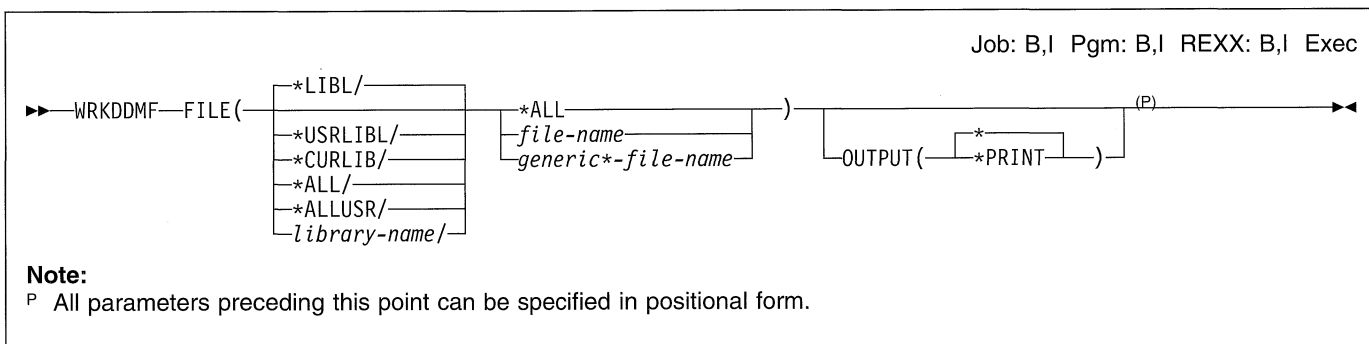 Job: B,I Pgm: B,I REXX: B,I Exec
*LIBL/
WRKDDMF FILE( *ALL ) (P)
*USRLIBL/ file-name *
*CURLIB/ generic*-file-name OUTPUT( *PRINT )
*ALL/
*ALLUSR/
library-name/
Note:
P All parameters preceding this point can be specified in positional form.